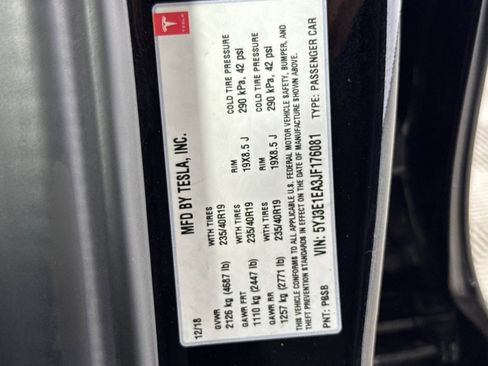 TESLA
MFD BY TESLA, INC.
12/18
GVWR WITH TIRES RIM COLD TIRE PRESSURE
2126 kg (4687 lb) 235/40R19 19X8.5 J 290 kPa, 42 psi
GAWR FRT WITH TIRES RIM COLD TIRE PRESSURE
1110 kg (2447 lb) 235/40R19 19X8.5 J 290 kPa, 42 psi
GAWR RR
1257 kg (2771 lb)
THIS VEHICLE CONFORMS TO ALL APPLICABLE U.S. FEDERAL MOTOR VEHICLE SAFETY, BUMPER, AND
THEFT PREVENTION STANDARDS IN EFFECT ON THE DATE OF MANUFACTURE SHOWN ABOVE.
VIN: 5YJ3E1EA3JF176081 TYPE: PASSENGER CAR
PNT: PBSB